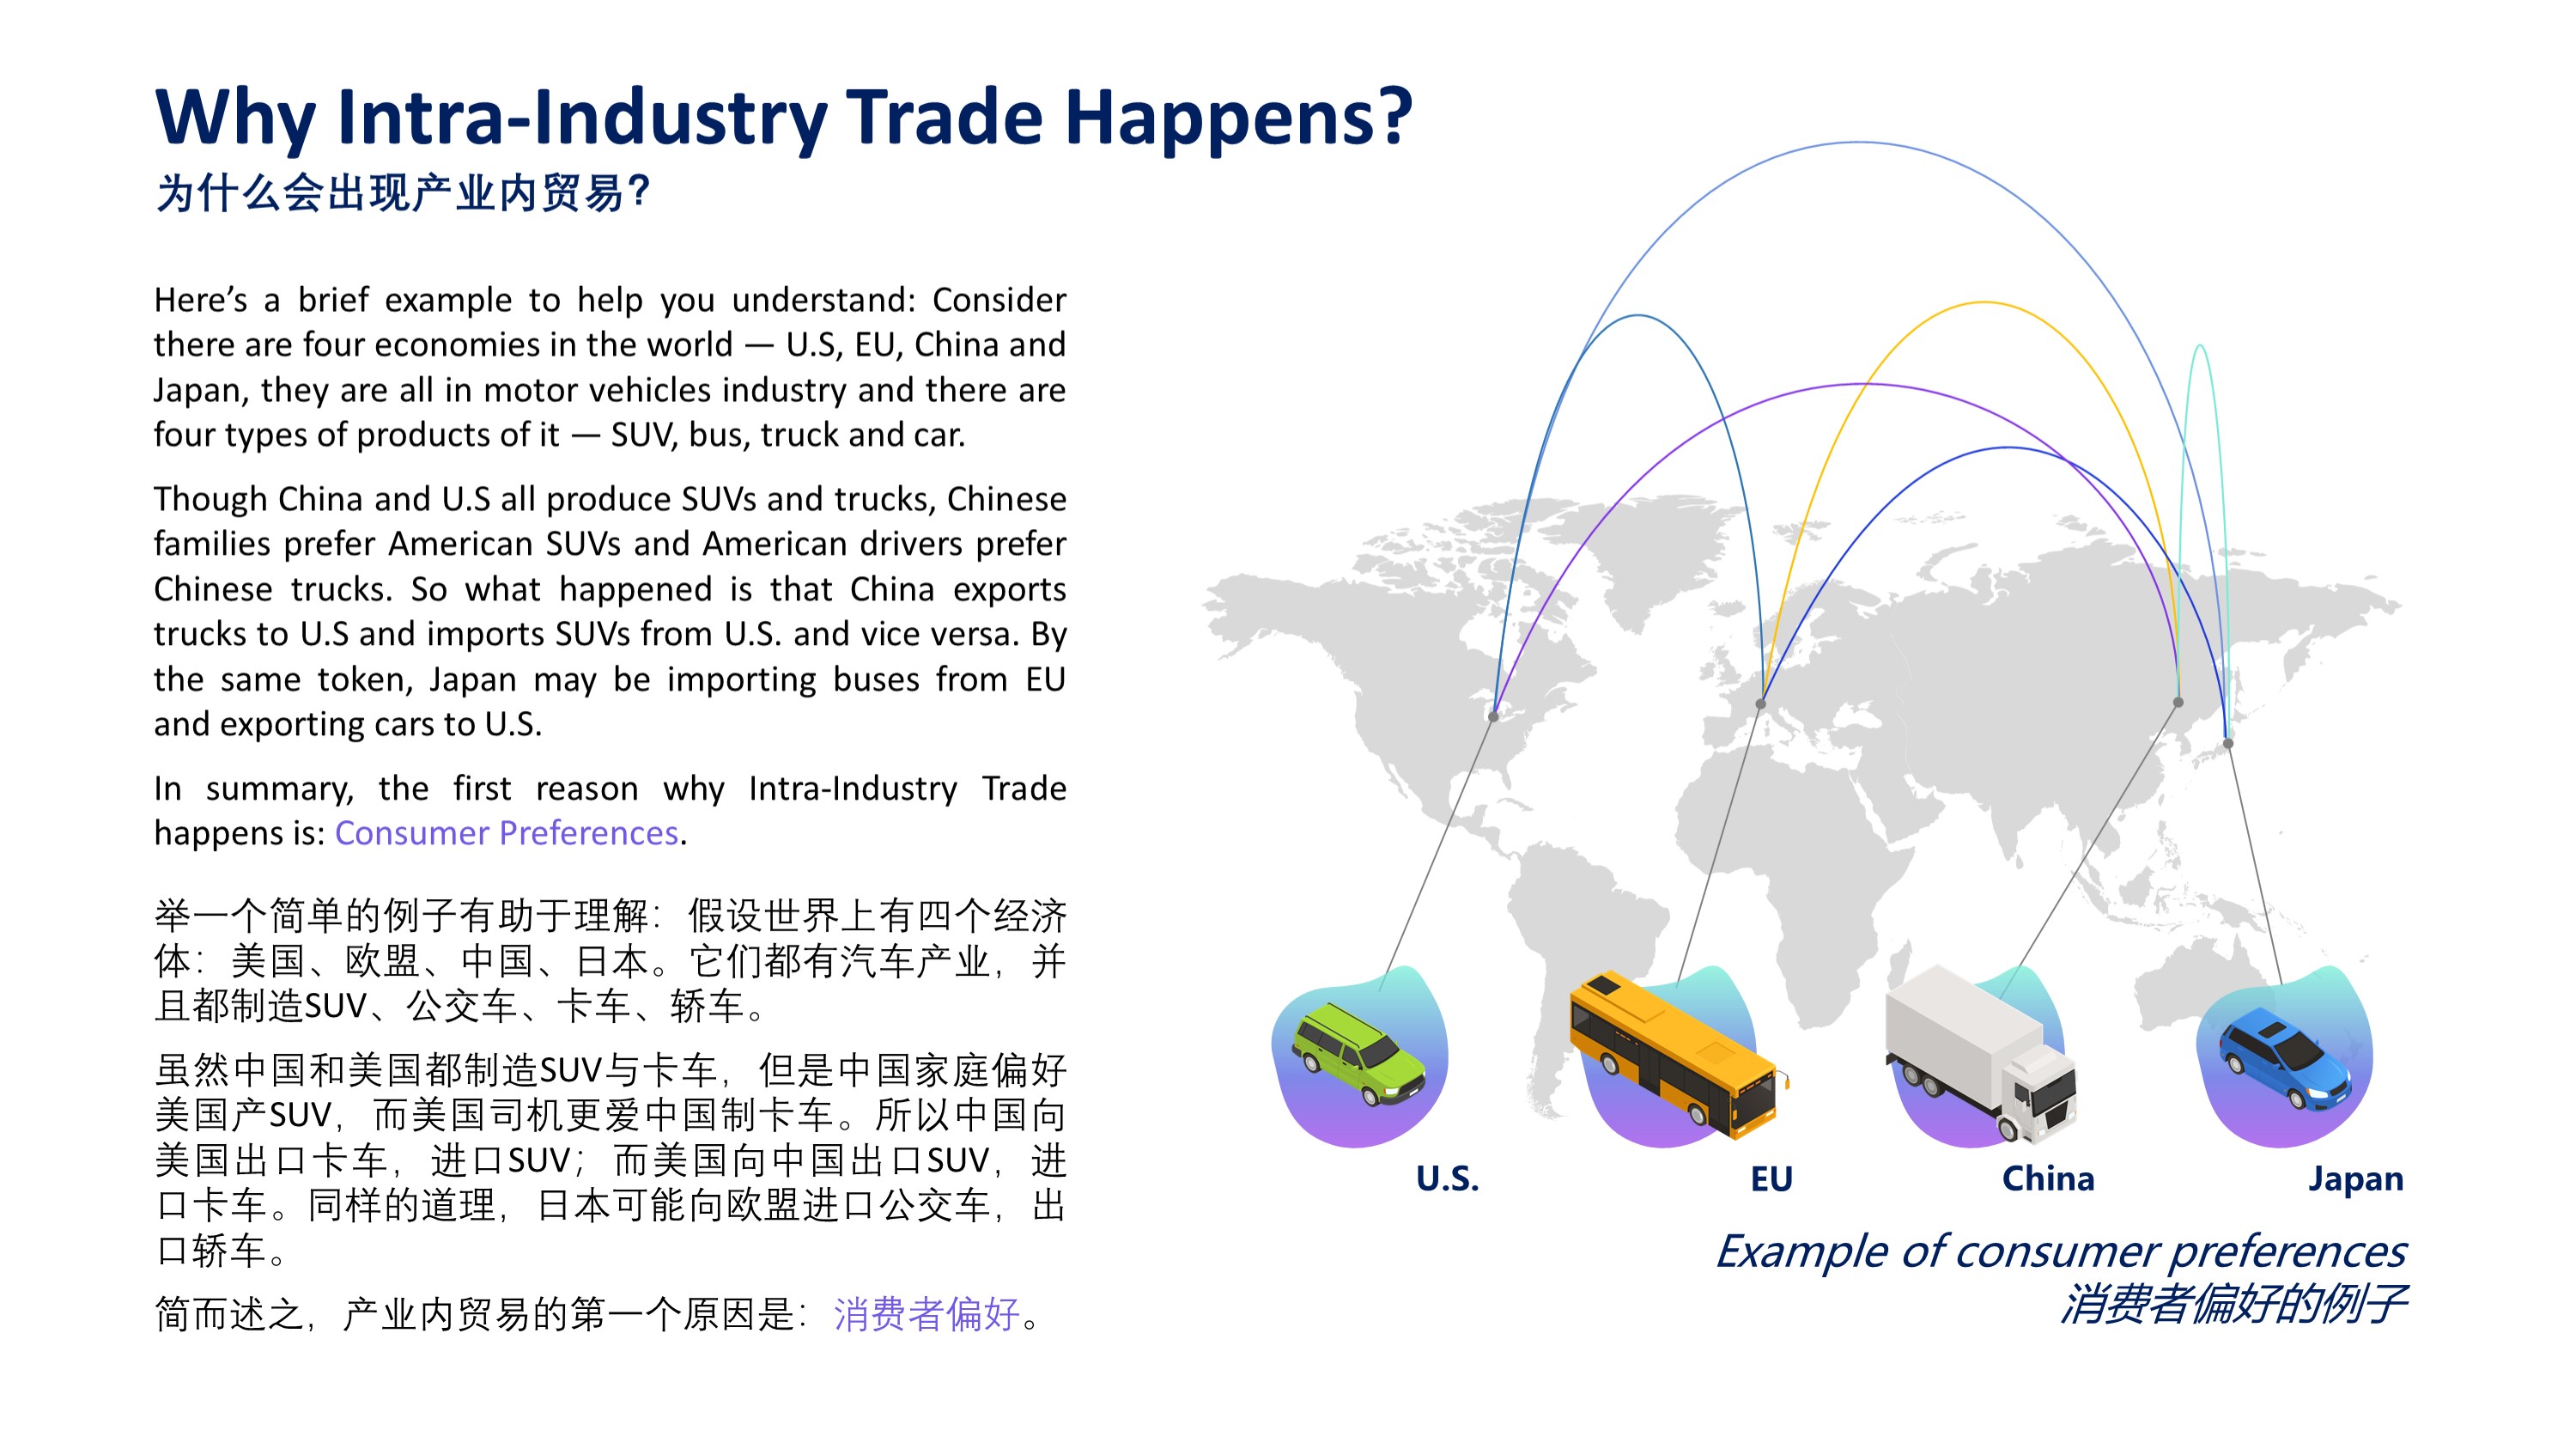 Why Intra-Industry Trade Happens?
为什么会出现产业内贸易?
Here’s a brief example to help you understand: Consider
there are four economies in the world — U.S, EU, China and
Japan, they are all in motor vehicles industry and there are
four types of products of it — SUV, bus, truck and car.
Though China and U.S all produce SUVs and trucks, Chinese
families prefer American SUVs and American drivers prefer
Chinese trucks. So what happened is that China exports
trucks to U.S and imports SUVs from U.S. and vice versa. By
the same token, Japan may be importing buses from EU
and exporting cars to U.S.
In summary, the first reason why Intra-Industry Trade
happens is: Consumer Preferences.
举一个简单的例子有助于理解：假设世界上有四个经济
体：美国、欧盟、中国、日本。它们都有汽车产业，并
且都制造SUV、公交车、卡车、轿车。
虽然中国和美国都制造SUV与卡车，但是中国家庭偏好
美国产SUV，而美国司机更爱中国制卡车。所以中国向
美国出口卡车，进口SUV；而美国向中国出口SUV，进
口卡车。同样的道理，日本可能向欧盟进口公交车，出
口轿车。
简而述之，产业内贸易的第一个原因是：消费者偏好。
U.S.
EU
China
Japan
Example of consumer preferences
消费者偏好的例子